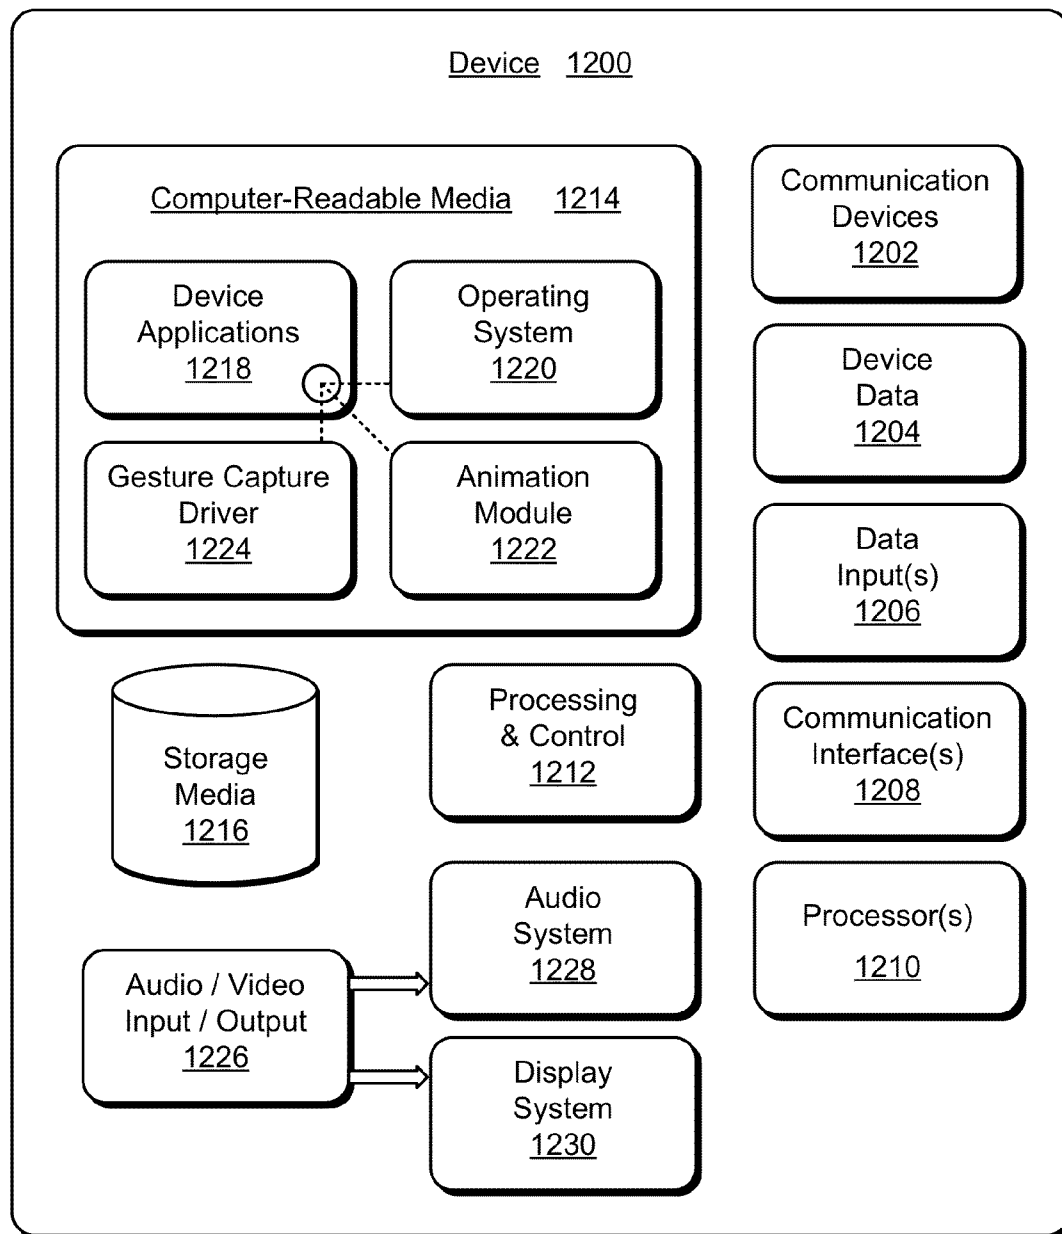 Device 1200
Computer-Readable Media 1214
Device
Applications
1218
Operating
System
1220
Gesture Capture
Driver
1224
Animation
Module
1222
Communication
Devices
1202
Device
Data
1204
Data
Input(s)
1206
Communication
Interface(s)
1208
Processor(s)
1210
Storage
Media
1216
Processing
& Control
1212
Audio / Video
Input / Output
1226
Audio
System
1228
Display
System
1230